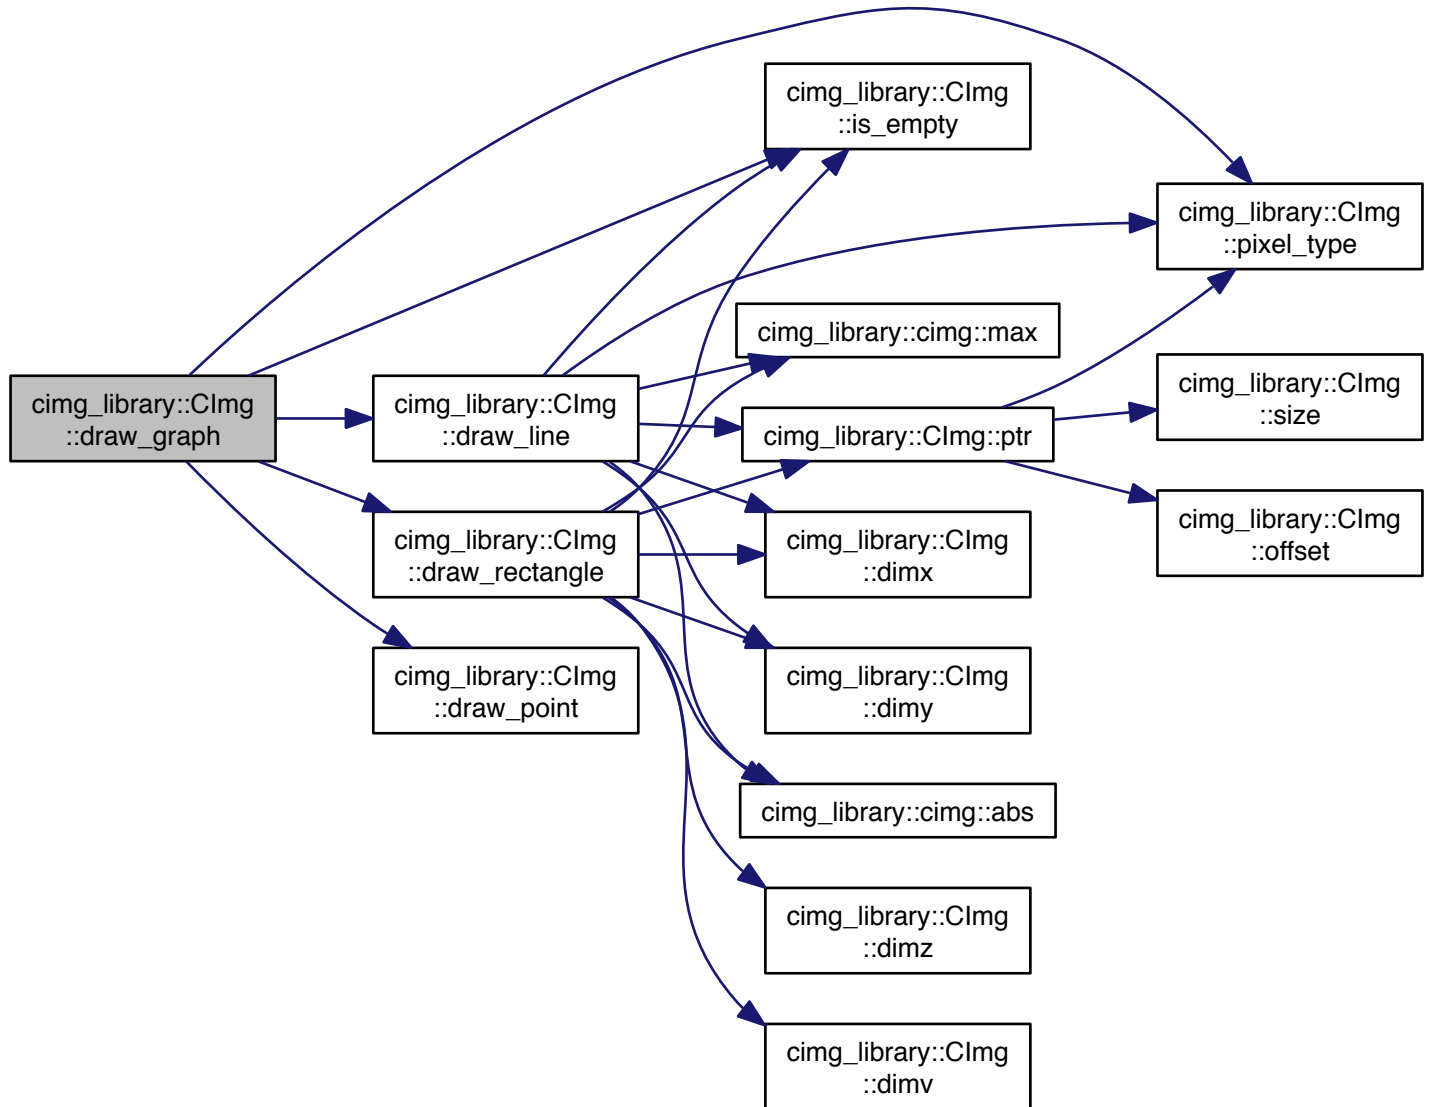 cimg_library::CImg
::draw_graph
cimg_library::CImg
::draw_line
cimg_library::CImg
::draw_rectangle
cimg_library::CImg
::draw_point
cimg_library::CImg
::is_empty
cimg_library::cimg::max
cimg_library::CImg::ptr
cimg_library::CImg
::dimx
cimg_library::CImg
::dimy
cimg_library::cimg::abs
cimg_library::CImg
::dimz
cimg_library::CImg
::dimv
cimg_library::CImg
::pixel_type
cimg_library::CImg
::size
cimg_library::CImg
::offset